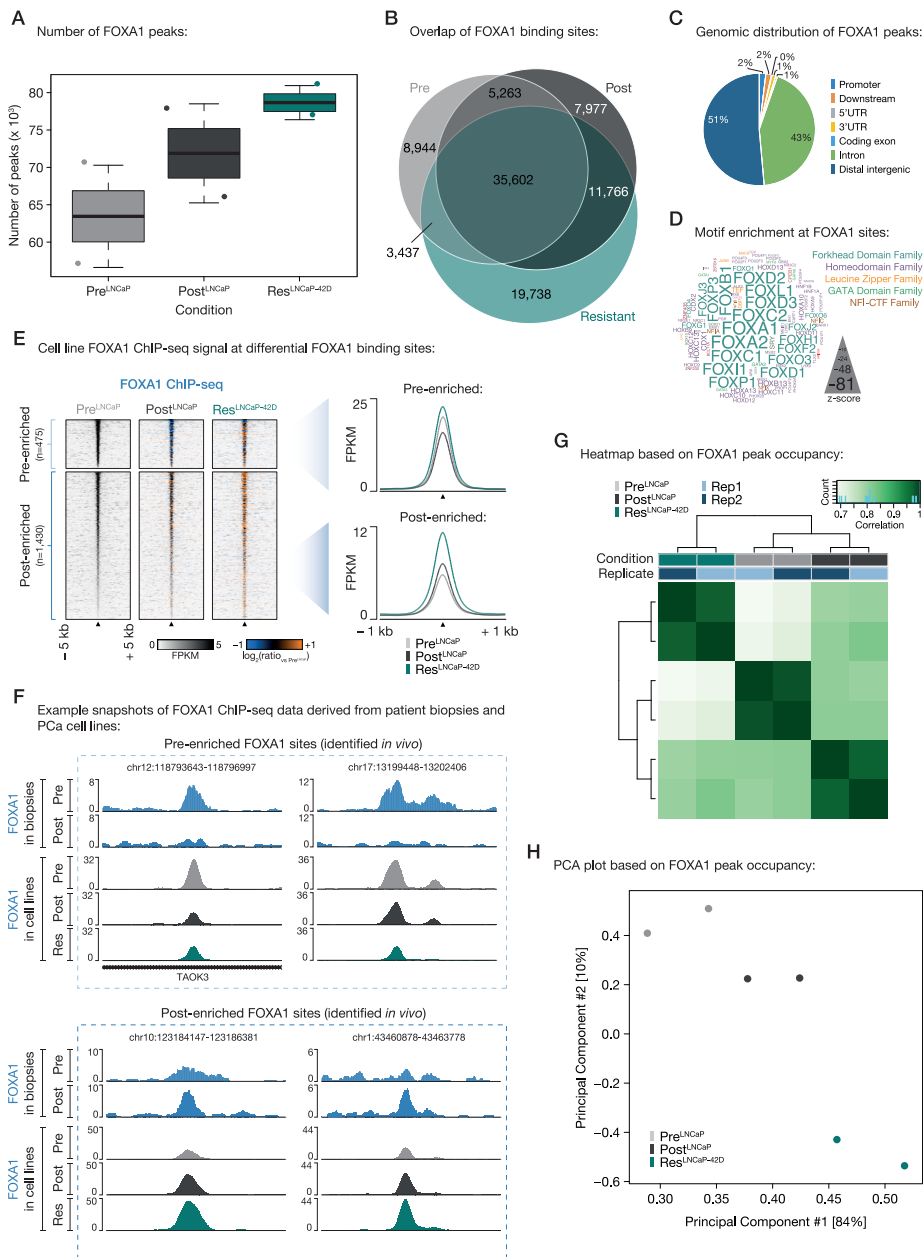 A
Number of FOXA1 peaks:
Number of peaks (x 10³)
80
75
70
65
60
Pre^LNCaP
Post^LNCaP
Res^LNCaP-42D
Condition
B
Overlap of FOXA1 binding sites:
Pre
Post
5,263
7,977
8,944
35,602
11,766
3,437
19,738
Resistant
C
Genomic distribution of FOXA1 peaks:
2%
2%
0%
1%
1%
51%
43%
Promoter
Downstream
5'UTR
3'UTR
Coding exon
Intron
Distal intergenic
D
Motif enrichment at FOXA1 sites:
Forkhead Domain Family
Homeodomain Family
Leucine Zipper Family
GATA Domain Family
NFI-CTF Family
FOXD2
FOXO1
FOXB1
FOXP3
FOXJ3
FOXL1
FOXD3
FOXC2
FOXA1
FOXA2
FOXC1
FOXG1
FOXJ2
FOXH1
FOXF2
FOXO3
FOXI1
FOXD1
FOXP1
-24
-48
-81
z-score
E
Cell line FOXA1 ChIP-seq signal at differential FOXA1 binding sites:
FOXA1 ChIP-seq
Pre^LNCaP
Post^LNCaP
Res^LNCaP-42D
Pre-enriched
(n=475)
Post-enriched
(n=1,430)
− 5 kb
+ 5 kb
0
5
FPKM
−1
+1
log₂(ratio vs Pre^LNCaP)
Pre-enriched:
FPKM
25
0
Post-enriched:
FPKM
12
0
− 1 kb
+ 1 kb
Pre^LNCaP
Post^LNCaP
Res^LNCaP-42D
F
Example snapshots of FOXA1 ChIP-seq data derived from patient biopsies and
PCa cell lines:
Pre-enriched FOXA1 sites (identified in vivo)
chr12:118793643-118796997
chr17:13199448-13202406
FOXA1
in biopsies
Pre
8
0
12
0
Post
8
0
12
0
FOXA1
in cell lines
Pre
32
0
36
0
Post
32
0
36
0
Res
32
0
36
0
TAOK3
Post-enriched FOXA1 sites (identified in vivo)
chr10:123184147-123186381
chr1:43460878-43463778
FOXA1
in biopsies
Pre
10
0
6
0
Post
10
0
6
0
FOXA1
in cell lines
Pre
50
0
44
0
Post
50
0
44
0
Res
50
0
44
0
G
Heatmap based on FOXA1 peak occupancy:
Pre^LNCaP
Post^LNCaP
Res^LNCaP-42D
Rep1
Rep2
Count
0.7
0.8
0.9
1
Correlation
Condition
Replicate
H
PCA plot based on FOXA1 peak occupancy:
Principal Component #2 [10%]
0.4
0.2
0.0
−0.2
−0.4
−0.6
Pre^LNCaP
Post^LNCaP
Res^LNCaP-42D
0.30
0.35
0.40
0.45
0.50
Principal Component #1 [84%]